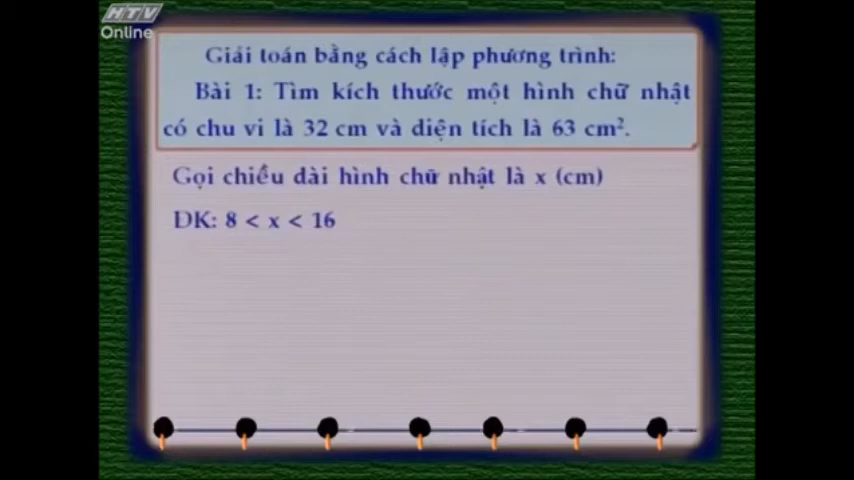 HTV
Online
Giải toán bằng cách lập phương trình:
Bài 1: Tìm kích thước một hình chữ nhật
có chu vi là 32 cm và diện tích là 63 cm².
Gọi chiều dài hình chữ nhật là x (cm)
ĐK: 8 < x < 16